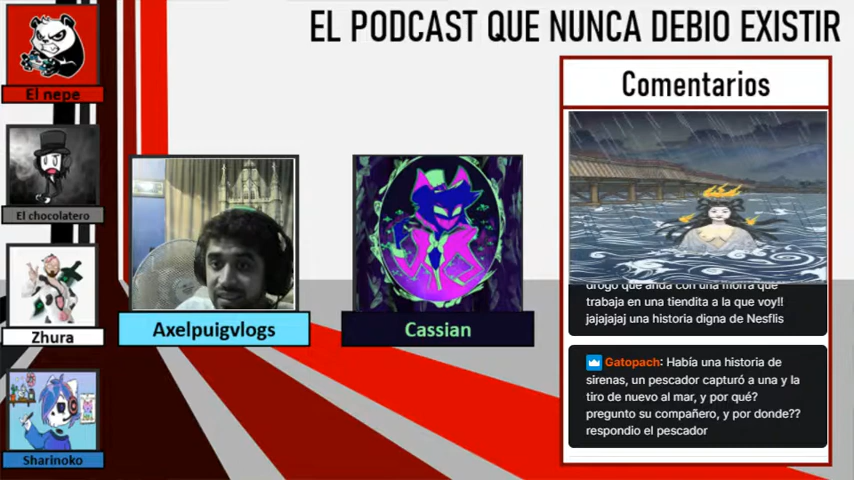 EL PODCAST QUE NUNCA DEBIO EXISTIR
El nepe
El chocolatero
Zhura
Sharinoko
Axelpuigvlogs
Cassian
Comentarios
drogo que anda con una morra que
trabaja en una tiendita a la que voy!!
jajajajaj una historia digna de Nesflis
Gatopach: Había una historia de
sirenas, un pescador capturó a una y la
tiro de nuevo al mar, y por qué?
pregunto su compañero, y por donde??
respondio el pescador